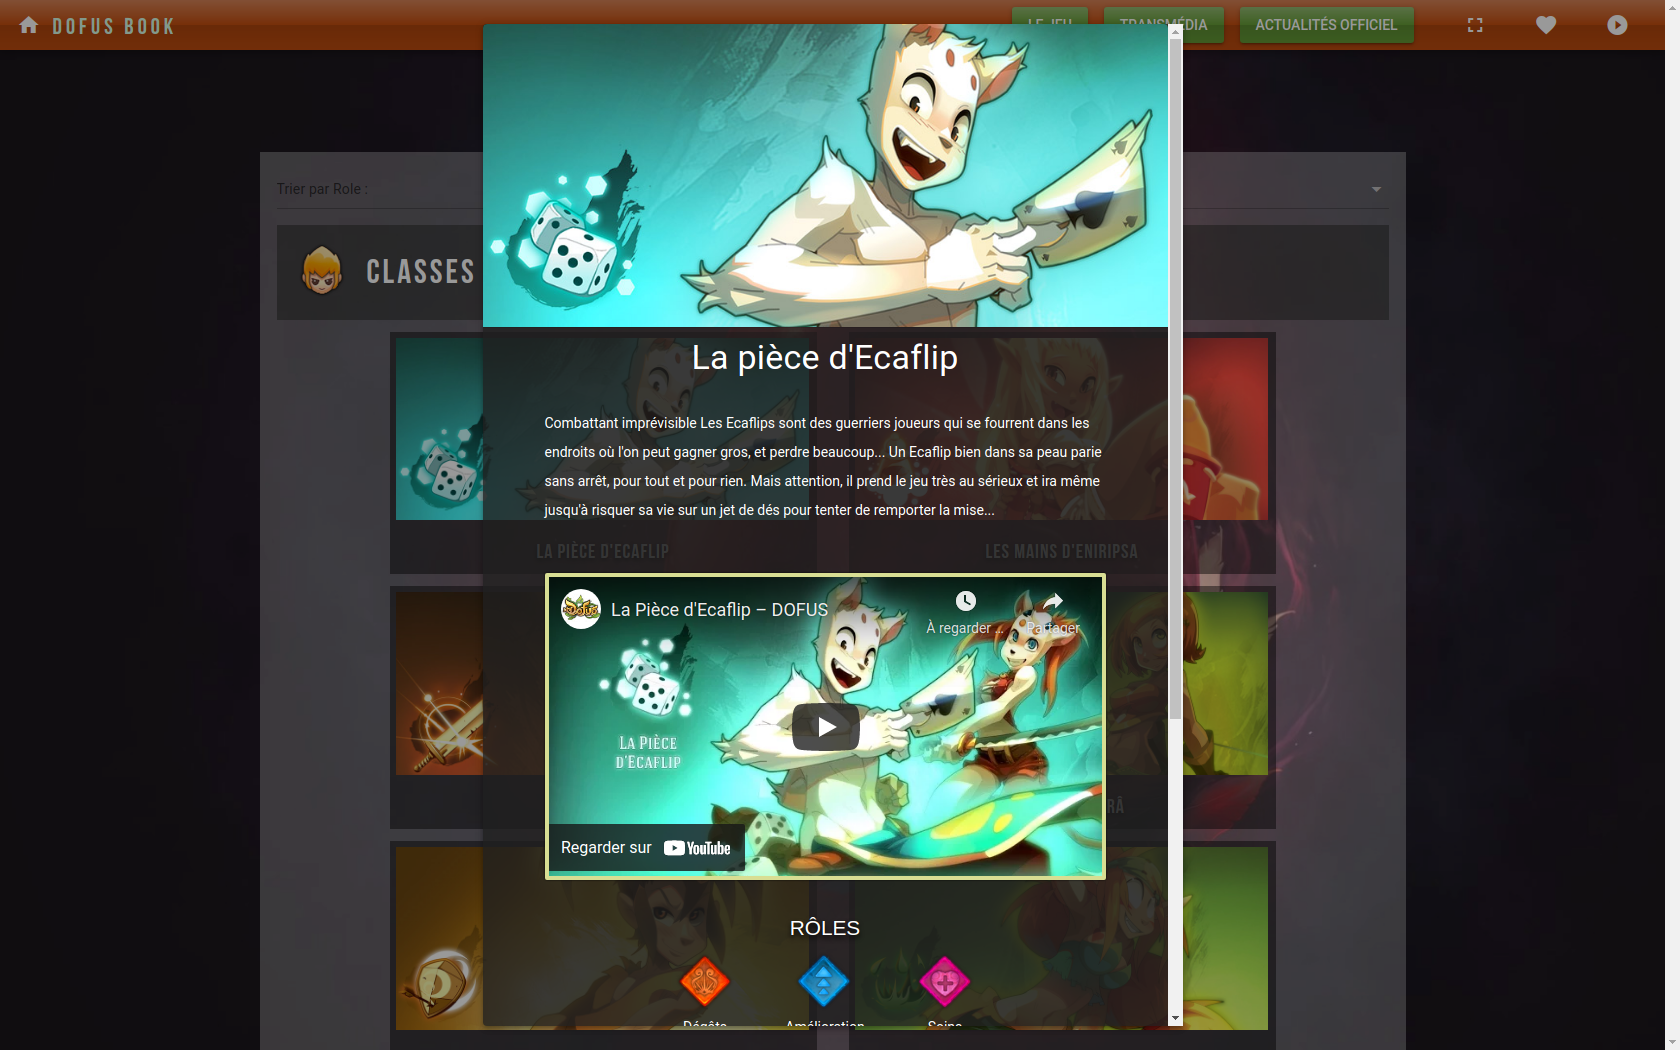 DOFUS BOOK
LE JEU
TRANSMÉDIA
ACTUALITÉS OFFICIEL
Trier par Role :
CLASSES
La pièce d'Ecaflip
Combattant imprévisible Les Ecaflips sont des guerriers joueurs qui se fourrent dans les
endroits où l'on peut gagner gros, et perdre beaucoup... Un Ecaflip bien dans sa peau parie
sans arrêt, pour tout et pour rien. Mais attention, il prend le jeu très au sérieux et ira même
jusqu'à risquer sa vie sur un jet de dés pour tenter de remporter la mise...
LA PIÈCE D'ECAFLIP
LES MAINS D'ENIRIPSA
DOFUS
La Pièce d'Ecaflip – DOFUS
À regarder ...
Partager
LA PIÈCE
D'ECAFLIP
RÂ
Regarder sur YouTube
RÔLES
Dégâts
Amélioration
Soins